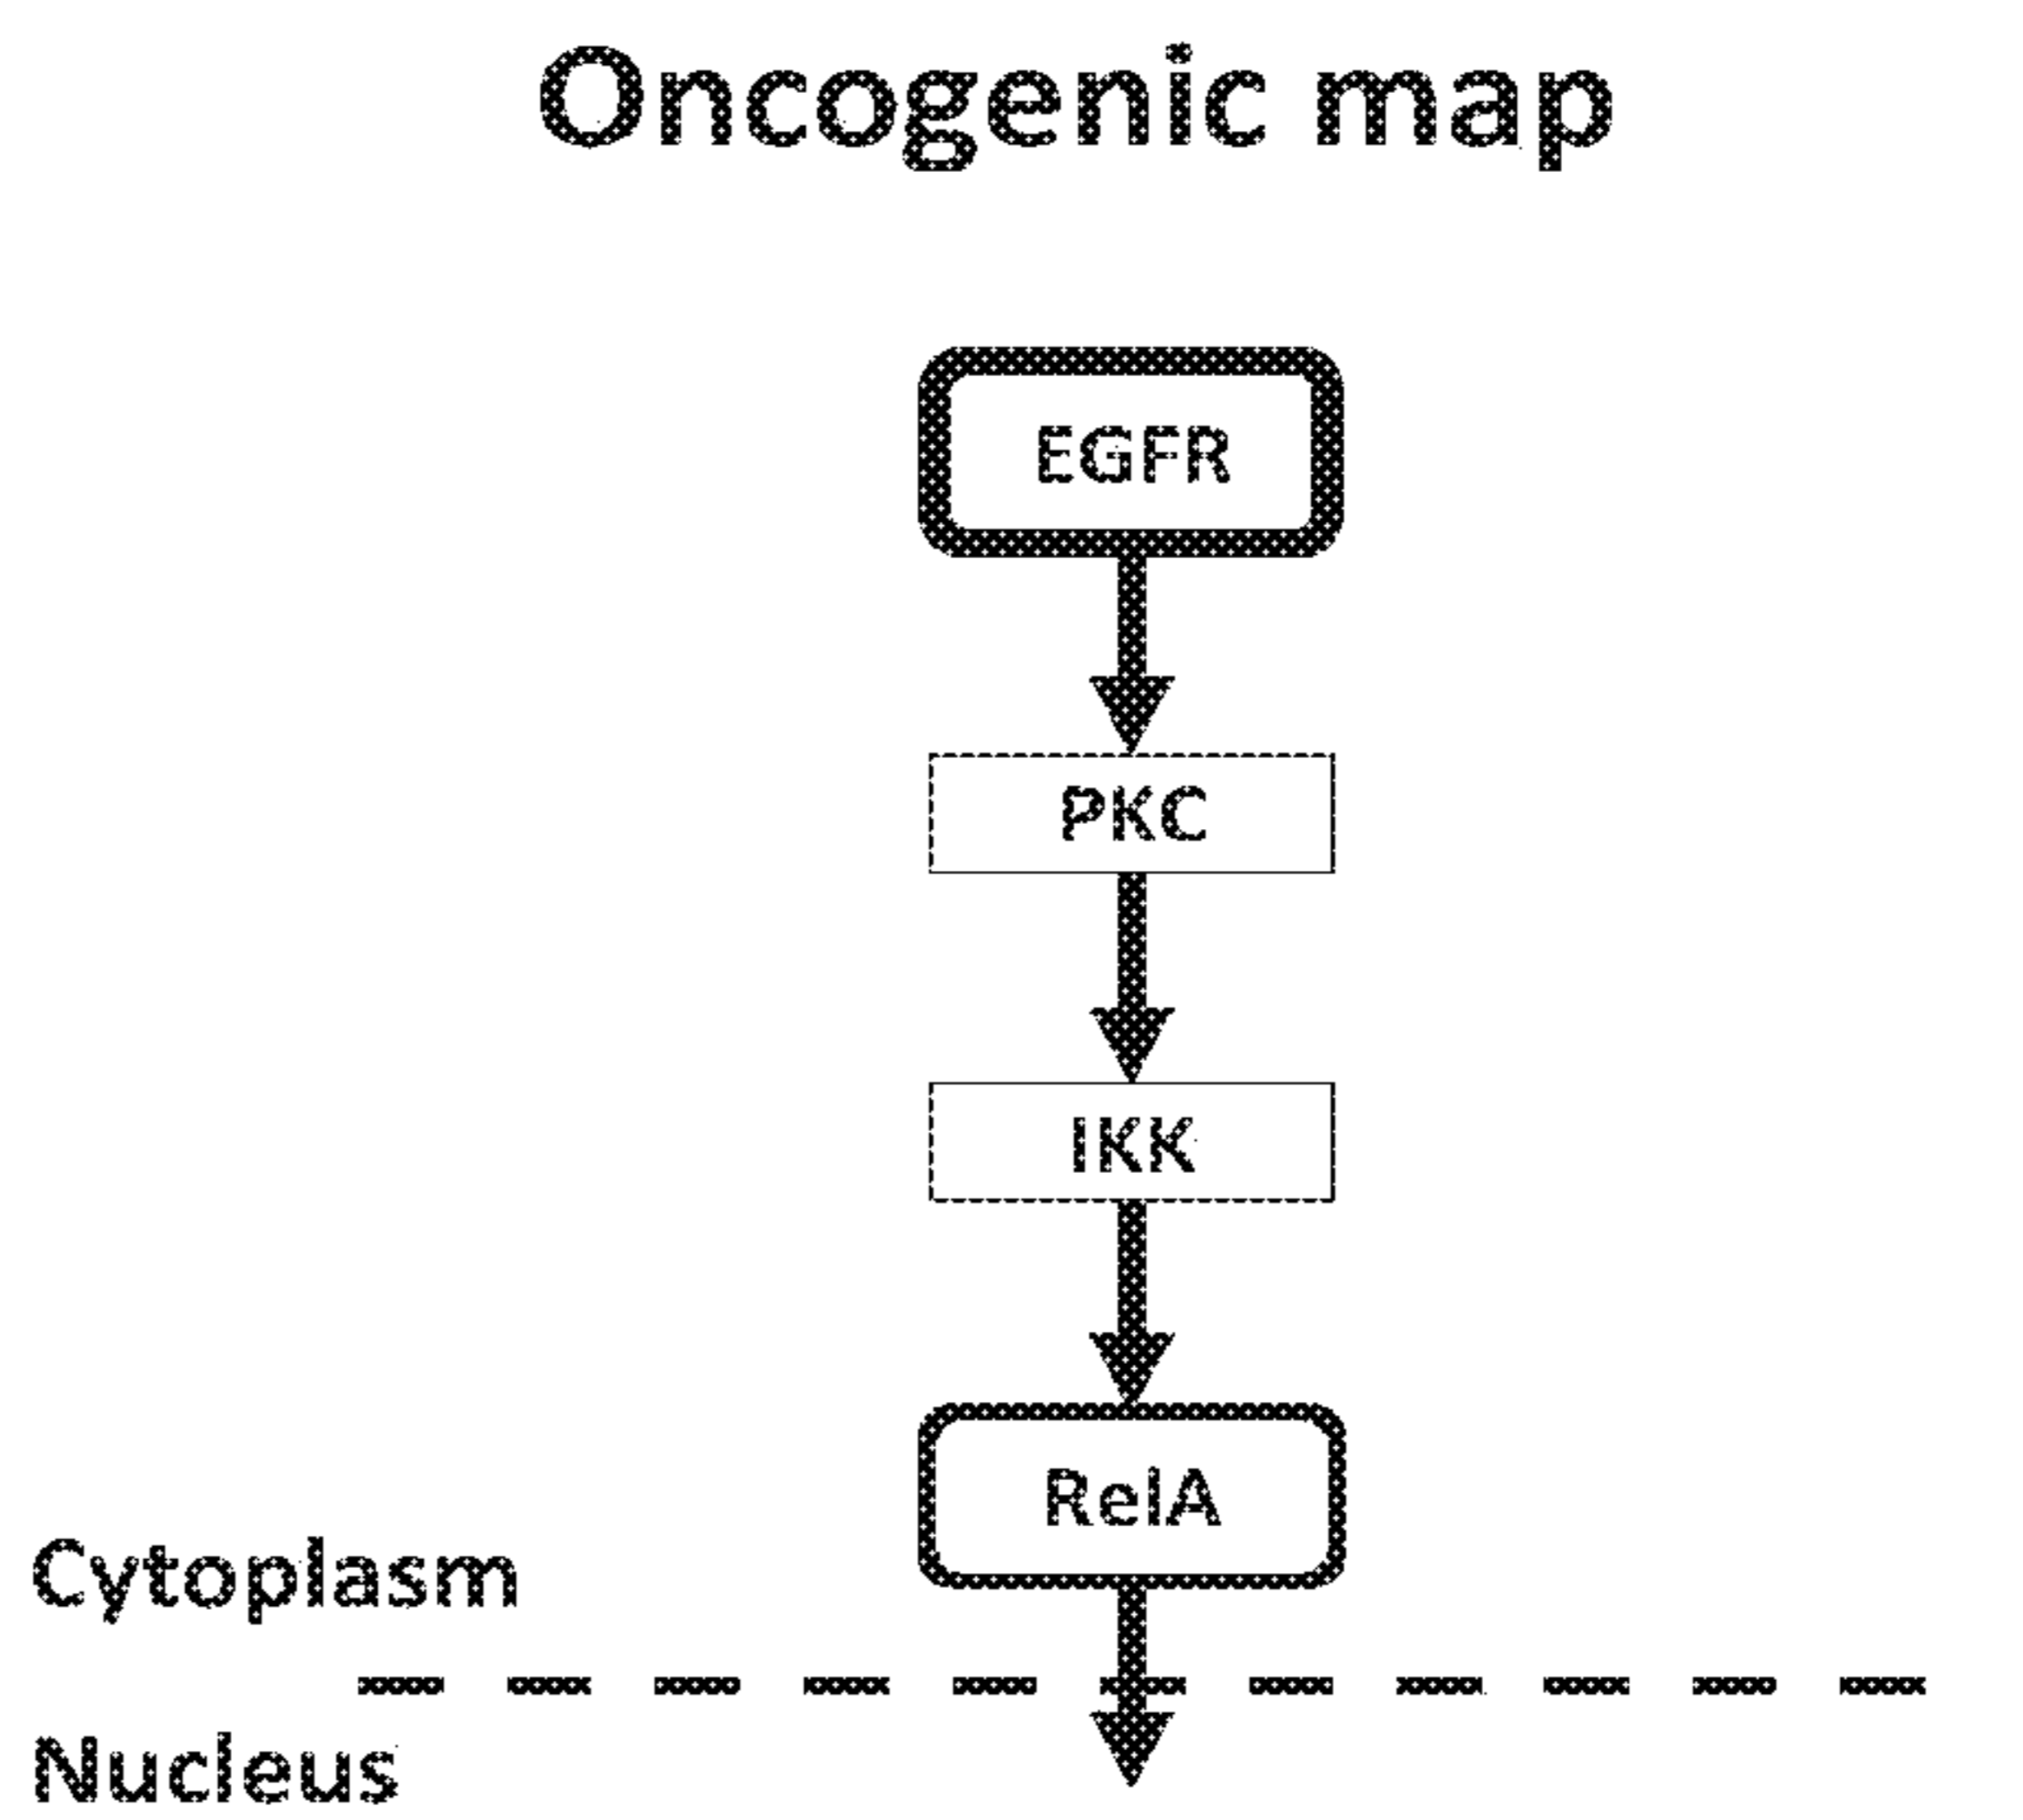 Oncogenic map
EGFR
PKC
IKK
RelA
Cytoplasm
Nucleus